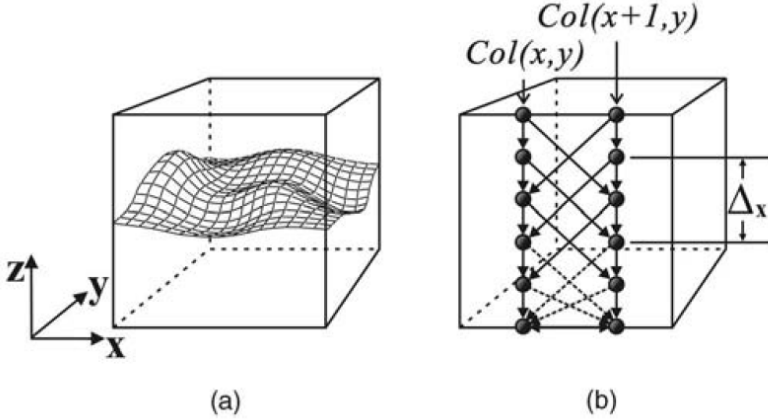 Col(x+1,y)
Col(x,y)
Δx
z
y
x
(a)
(b)